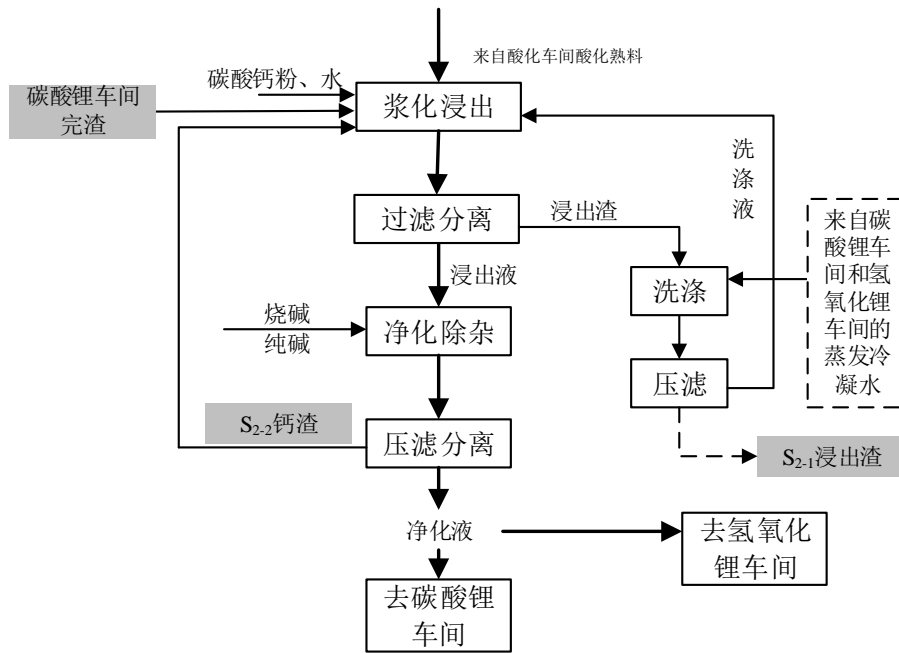 来自酸化车间酸化熟料
碳酸钙粉、水
碳酸锂车间
完渣
浆化浸出
洗
涤
液
过滤分离
浸出渣
来自碳
酸锂车
间和氢
氧化锂
车间的
蒸发冷
凝水
浸出液
洗涤
烧碱
纯碱
净化除杂
压滤
S2-2钙渣
压滤分离
S2-1浸出渣
净化液
去氢氧化
锂车间
去碳酸锂
车间